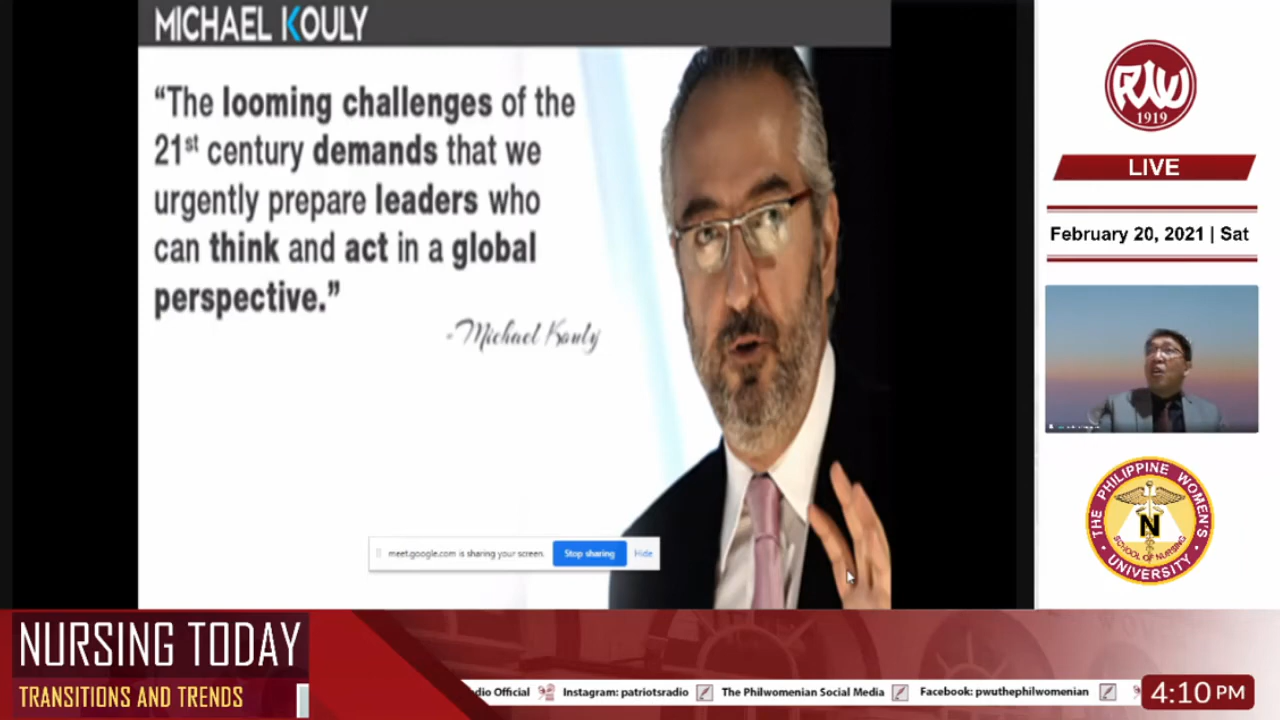 MICHAEL KOULY
“The looming challenges of the
21st century demands that we
urgently prepare leaders who
can think and act in a global
perspective.”
-Michael Kouly
meet.google.com is sharing your screen.
Stop sharing
Hide
1919
LIVE
February 20, 2021 | Sat
THE PHILIPPINE WOMEN'S
UNIVERSITY
SCHOOL OF NURSING
N
NURSING TODAY
TRANSITIONS AND TRENDS
dio Official
Instagram: patriotsradio
The Philwomenian Social Media
Facebook: pwuthephilwomenian
4:10 PM